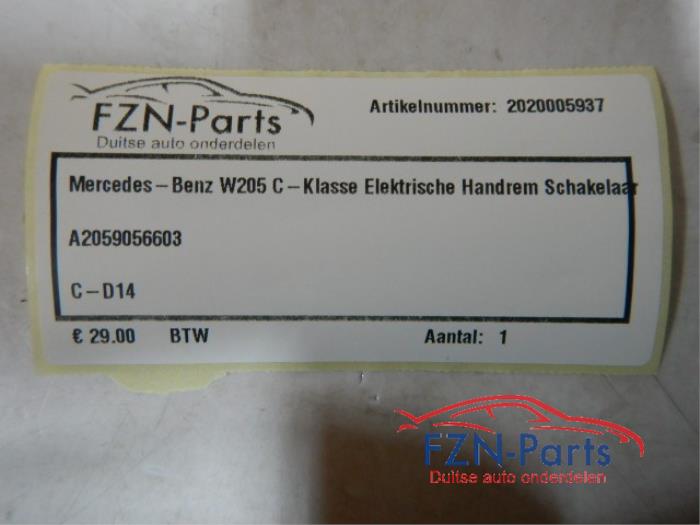 FZN-Parts
Duitse auto onderdelen
Artikelnummer: 2020005937
Mercedes-Benz W205 C-Klasse Elektrische Handrem Schakelaar
A2059056603
C-D14
€ 29.00 BTW Aantal: 1
FZN-Parts
Duitse auto onderdelen